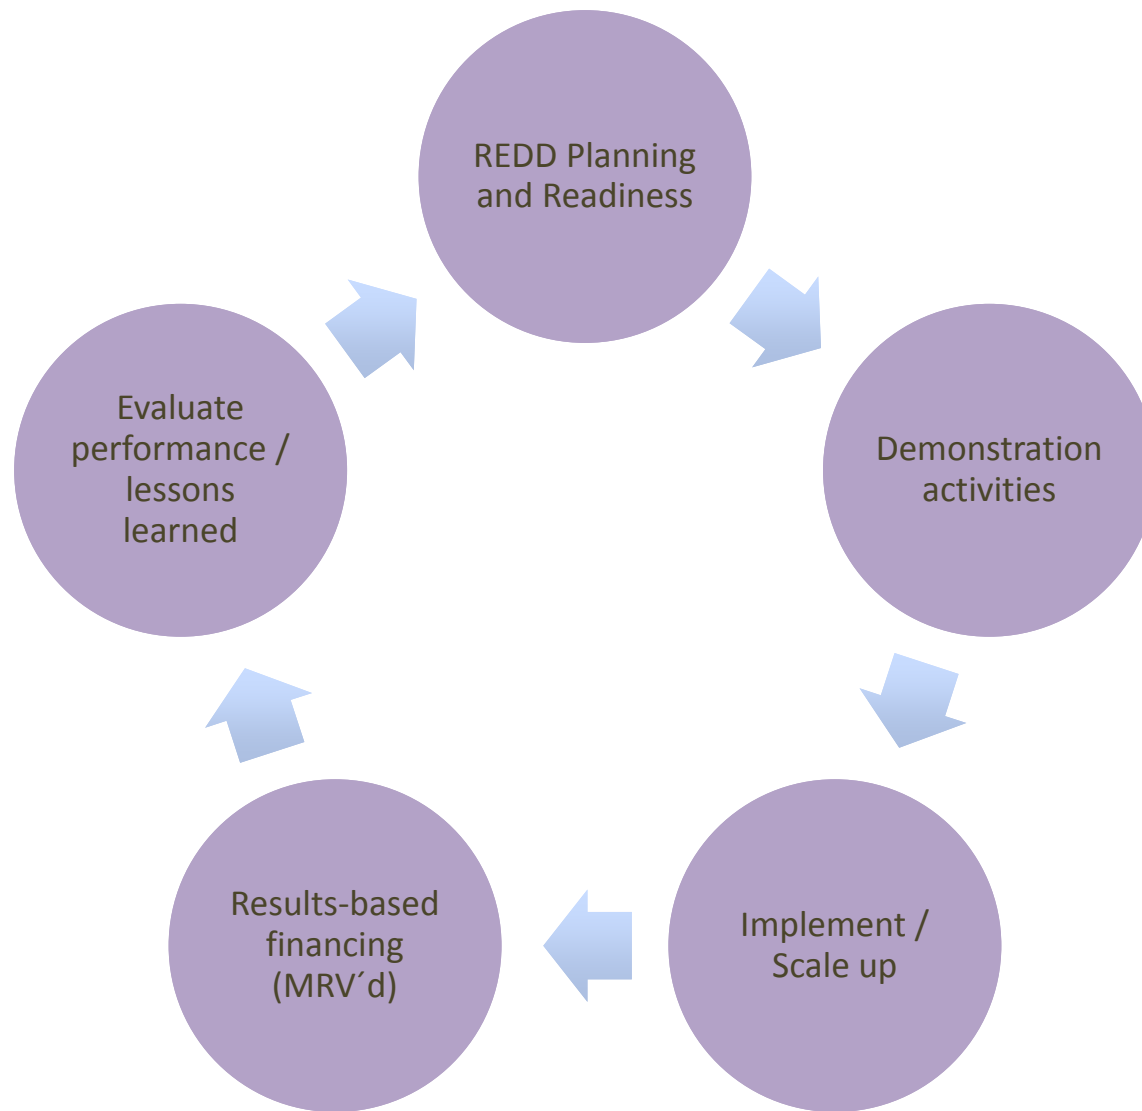 REDD Planning
and Readiness
Demonstration
activities
Implement /
Scale up
Results-based
financing
(MRV´d)
Evaluate
performance /
lessons
learned